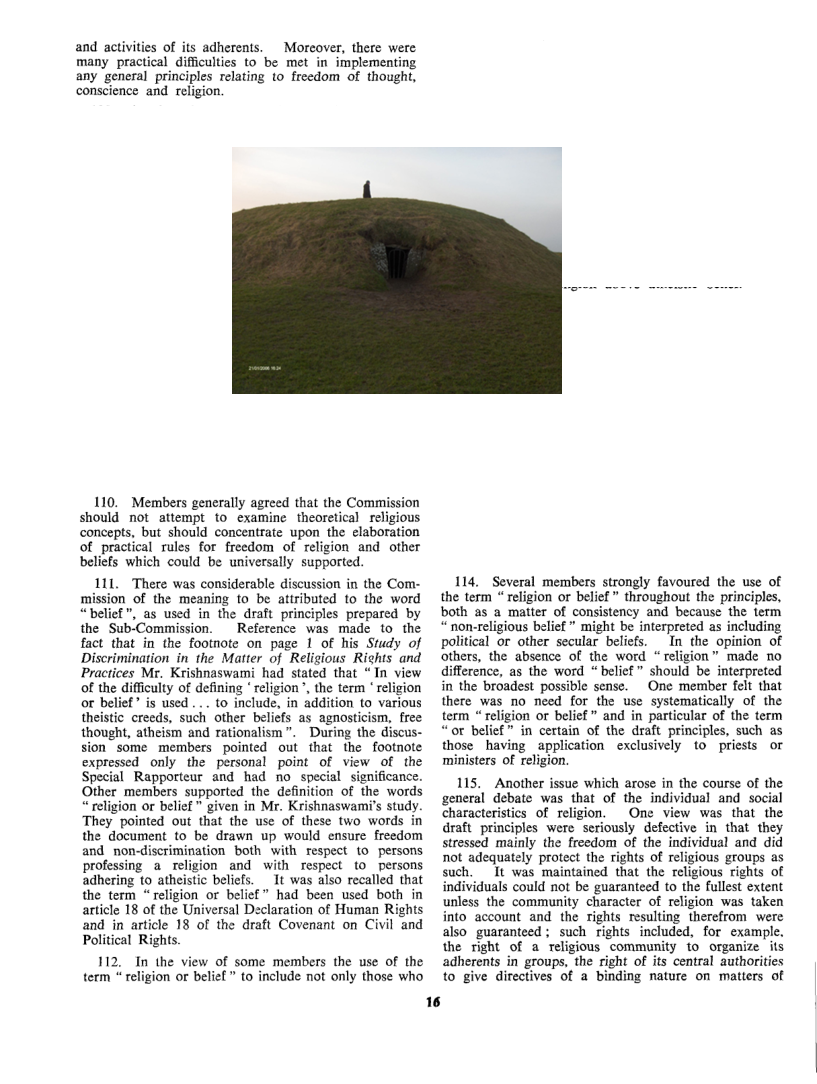 and activities of its adherents. Moreover, there were
many practical difficulties to be met in implementing
any general principles relating to freedom of thought,
conscience and religion.
21/01/2006 16:24
110. Members generally agreed that the Commission
should not attempt to examine theoretical religious
concepts, but should concentrate upon the elaboration
of practical rules for freedom of religion and other
beliefs which could be universally supported.
111. There was considerable discussion in the Com-
mission of the meaning to be attributed to the word
“ belief ”, as used in the draft principles prepared by
the Sub-Commission. Reference was made to the
fact that in the footnote on page 1 of his Study of
Discrimination in the Matter of Religious Rights and
Practices Mr. Krishnaswami had stated that “ In view
of the difficulty of defining ‘ religion ’, the term ‘ religion
or belief ’ is used . . . to include, in addition to various
theistic creeds, such other beliefs as agnosticism, free
thought, atheism and rationalism ”. During the discus-
sion some members pointed out that the footnote
expressed only the personal point of view of the
Special Rapporteur and had no special significance.
Other members supported the definition of the words
“ religion or belief ” given in Mr. Krishnaswami's study.
They pointed out that the use of these two words in
the document to be drawn up would ensure freedom
and non-discrimination both with respect to persons
professing a religion and with respect to persons
adhering to atheistic beliefs. It was also recalled that
the term “ religion or belief ” had been used both in
article 18 of the Universal Declaration of Human Rights
and in article 18 of the draft Covenant on Civil and
Political Rights.
112. In the view of some members the use of the
term “ religion or belief ” to include not only those who
114. Several members strongly favoured the use of
the term “ religion or belief ” throughout the principles,
both as a matter of consistency and because the term
“ non-religious belief ” might be interpreted as including
political or other secular beliefs. In the opinion of
others, the absence of the word “ religion ” made no
difference, as the word “ belief ” should be interpreted
in the broadest possible sense. One member felt that
there was no need for the use systematically of the
term “ religion or belief ” and in particular of the term
“ or belief ” in certain of the draft principles, such as
those having application exclusively to priests or
ministers of religion.
115. Another issue which arose in the course of the
general debate was that of the individual and social
characteristics of religion. One view was that the
draft principles were seriously defective in that they
stressed mainly the freedom of the individual and did
not adequately protect the rights of religious groups as
such. It was maintained that the religious rights of
individuals could not be guaranteed to the fullest extent
unless the community character of religion was taken
into account and the rights resulting therefrom were
also guaranteed ; such rights included, for example,
the right of a religious community to organize its
adherents in groups, the right of its central authorities
to give directives of a binding nature on matters of
16